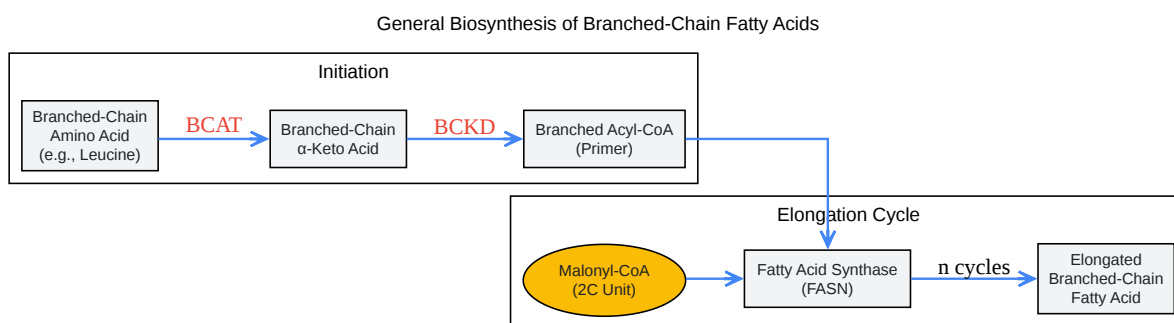 General Biosynthesis of Branched-Chain Fatty Acids
Initiation
Branched-Chain
Amino Acid
(e.g., Leucine)
BCAT
Branched-Chain
α-Keto Acid
BCKD
Branched Acyl-CoA
(Primer)
Elongation Cycle
Malonyl-CoA
(2C Unit)
Fatty Acid Synthase
(FASN)
n cycles
Elongated
Branched-Chain
Fatty Acid